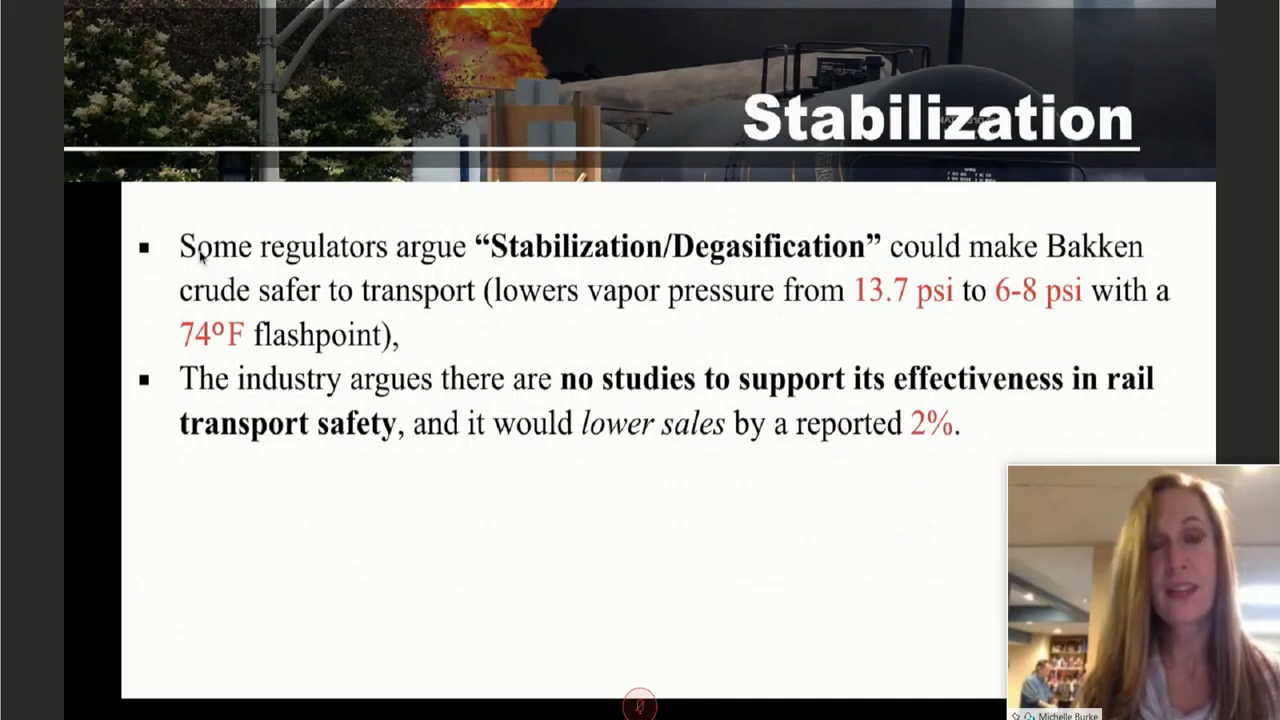 Stabilization
▪ Some regulators argue “Stabilization/Degasification” could make Bakken
crude safer to transport (lowers vapor pressure from 13.7 psi to 6-8 psi with a
74ºF flashpoint),
▪ The industry argues there are no studies to support its effectiveness in rail
transport safety, and it would lower sales by a reported 2%.
Michelle Burke